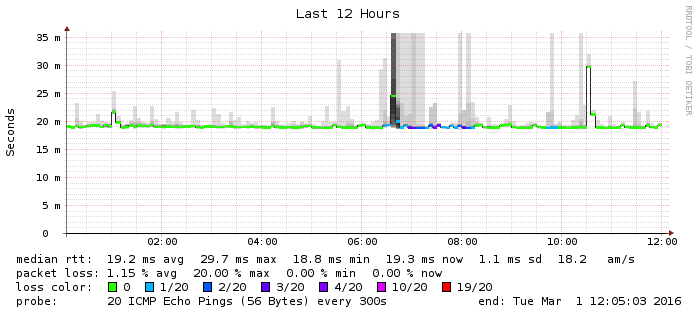 Last 12 Hours
RRDTOOL / TOBI OETIKER
Seconds
35 m
30 m
25 m
20 m
15 m
10 m
5 m
0
02:00 04:00 06:00 08:00 10:00 12:00
median rtt: 19.2 ms avg 29.7 ms max 18.8 ms min 19.3 ms now 1.1 ms sd 18.2 am/s
packet loss: 1.15 % avg 20.00 % max 0.00 % min 0.00 % now
loss color: 0 1/20 2/20 3/20 4/20 10/20 19/20
probe: 20 ICMP Echo Pings (56 Bytes) every 300s end: Tue Mar 1 12:05:03 2016